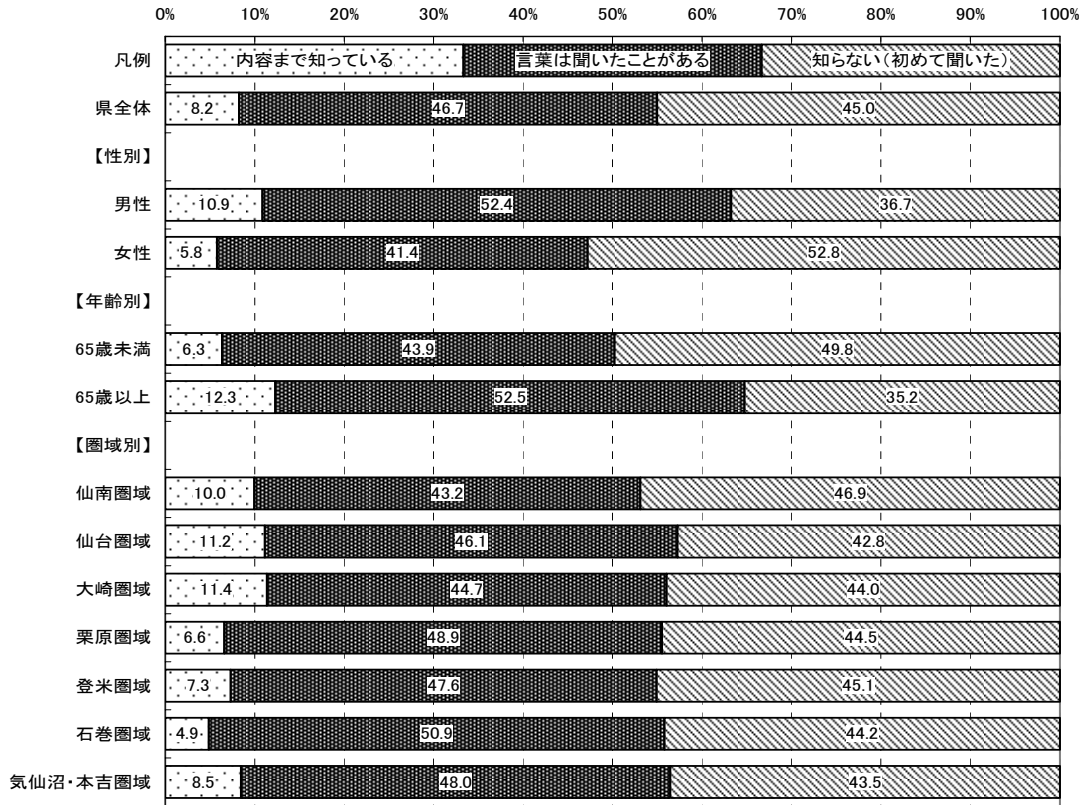 0% 10% 20% 30% 40% 50% 60% 70% 80% 90% 100%
凡例 内容まで知っている 言葉は聞いたことがある 知らない(初めて聞いた)
県全体 8.2 46.7 45.0
【性別】
男性 10.9 52.4 36.7
女性 5.8 41.4 52.8
【年齢別】
65歳未満 6.3 43.9 49.8
65歳以上 12.3 52.5 35.2
【圏域別】
仙南圏域 10.0 43.2 46.9
仙台圏域 11.2 46.1 42.8
大崎圏域 11.4 44.7 44.0
栗原圏域 6.6 48.9 44.5
登米圏域 7.3 47.6 45.1
石巻圏域 4.9 50.9 44.2
気仙沼・本吉圏域 8.5 48.0 43.5